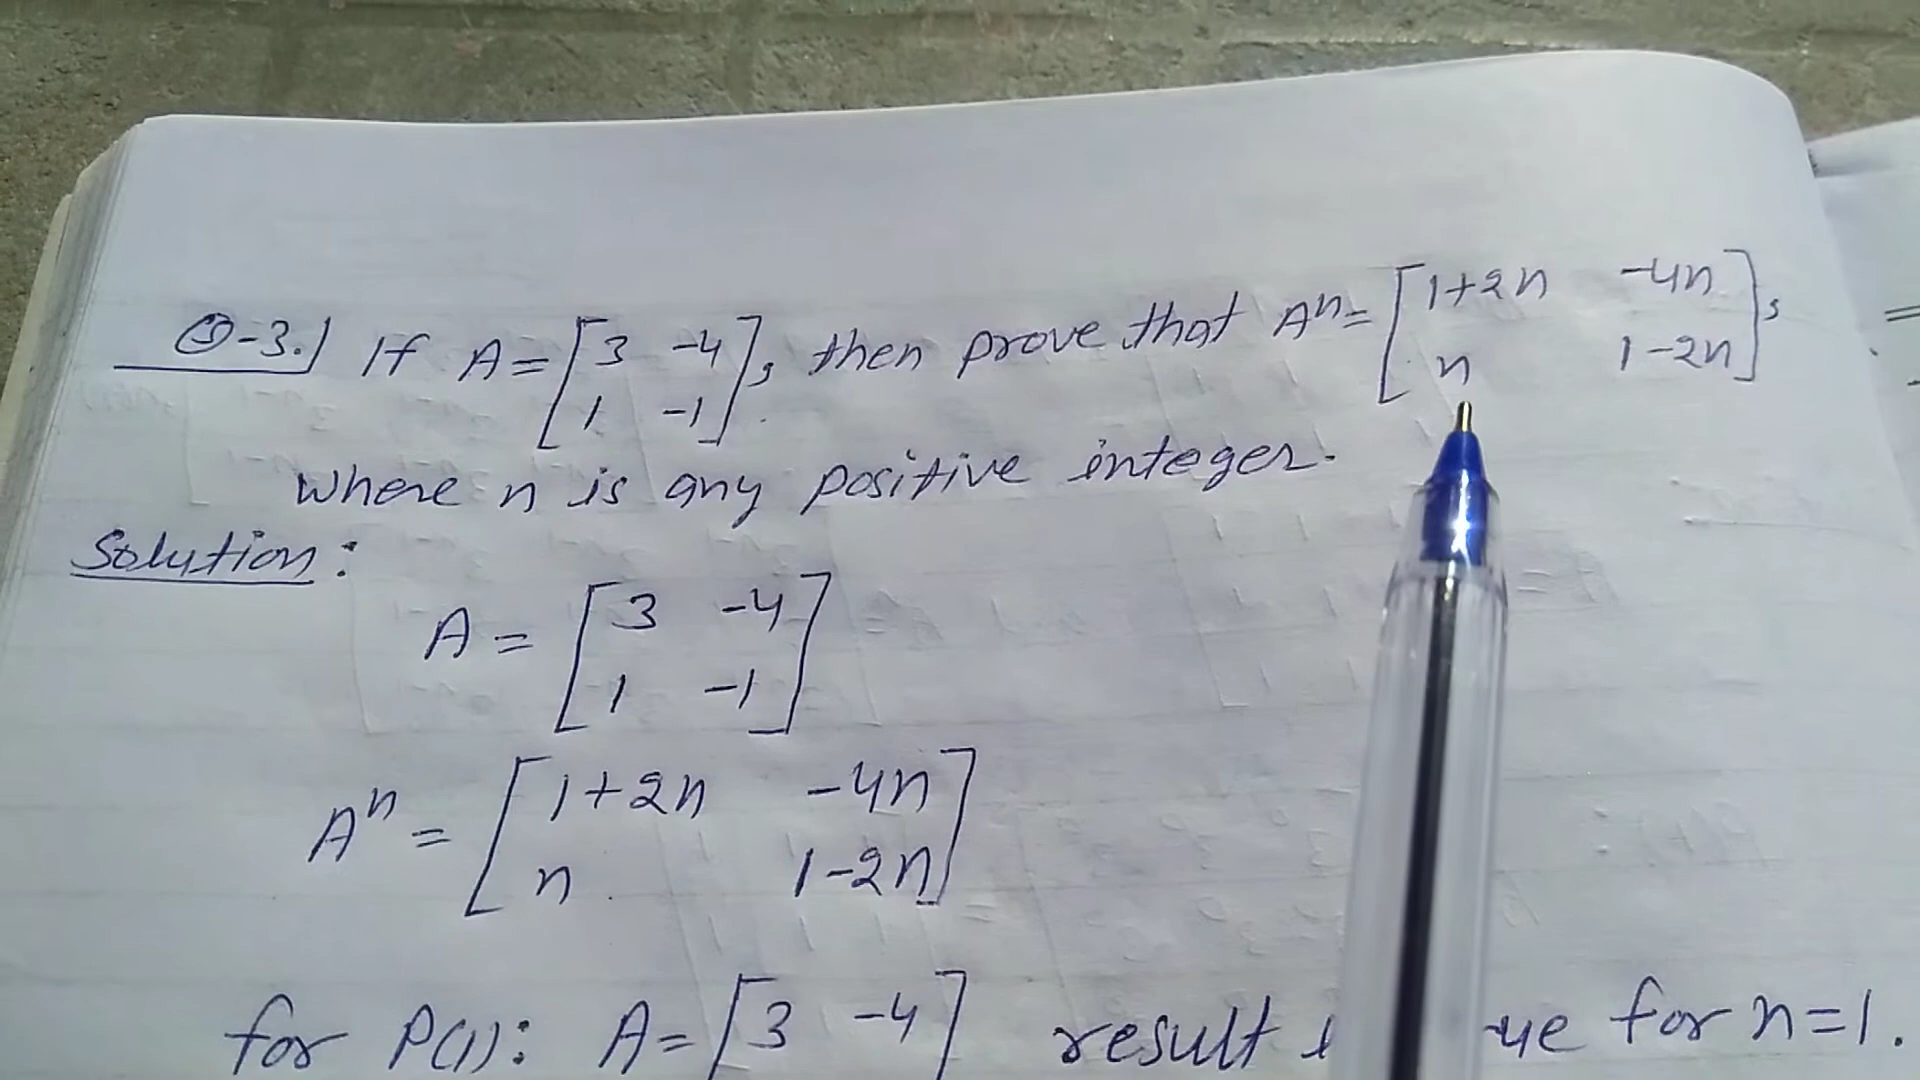 Q-3.) If A = [3 -4], then prove that Aⁿ = [1+2n -4n],
[1 -1] [n 1-2n]
where n is any positive integer.
Solution:
A = [3 -4]
[1 -1]
Aⁿ = [1+2n -4n]
[n 1-2n]
for P(1): A = [3 -4] result for n=1.